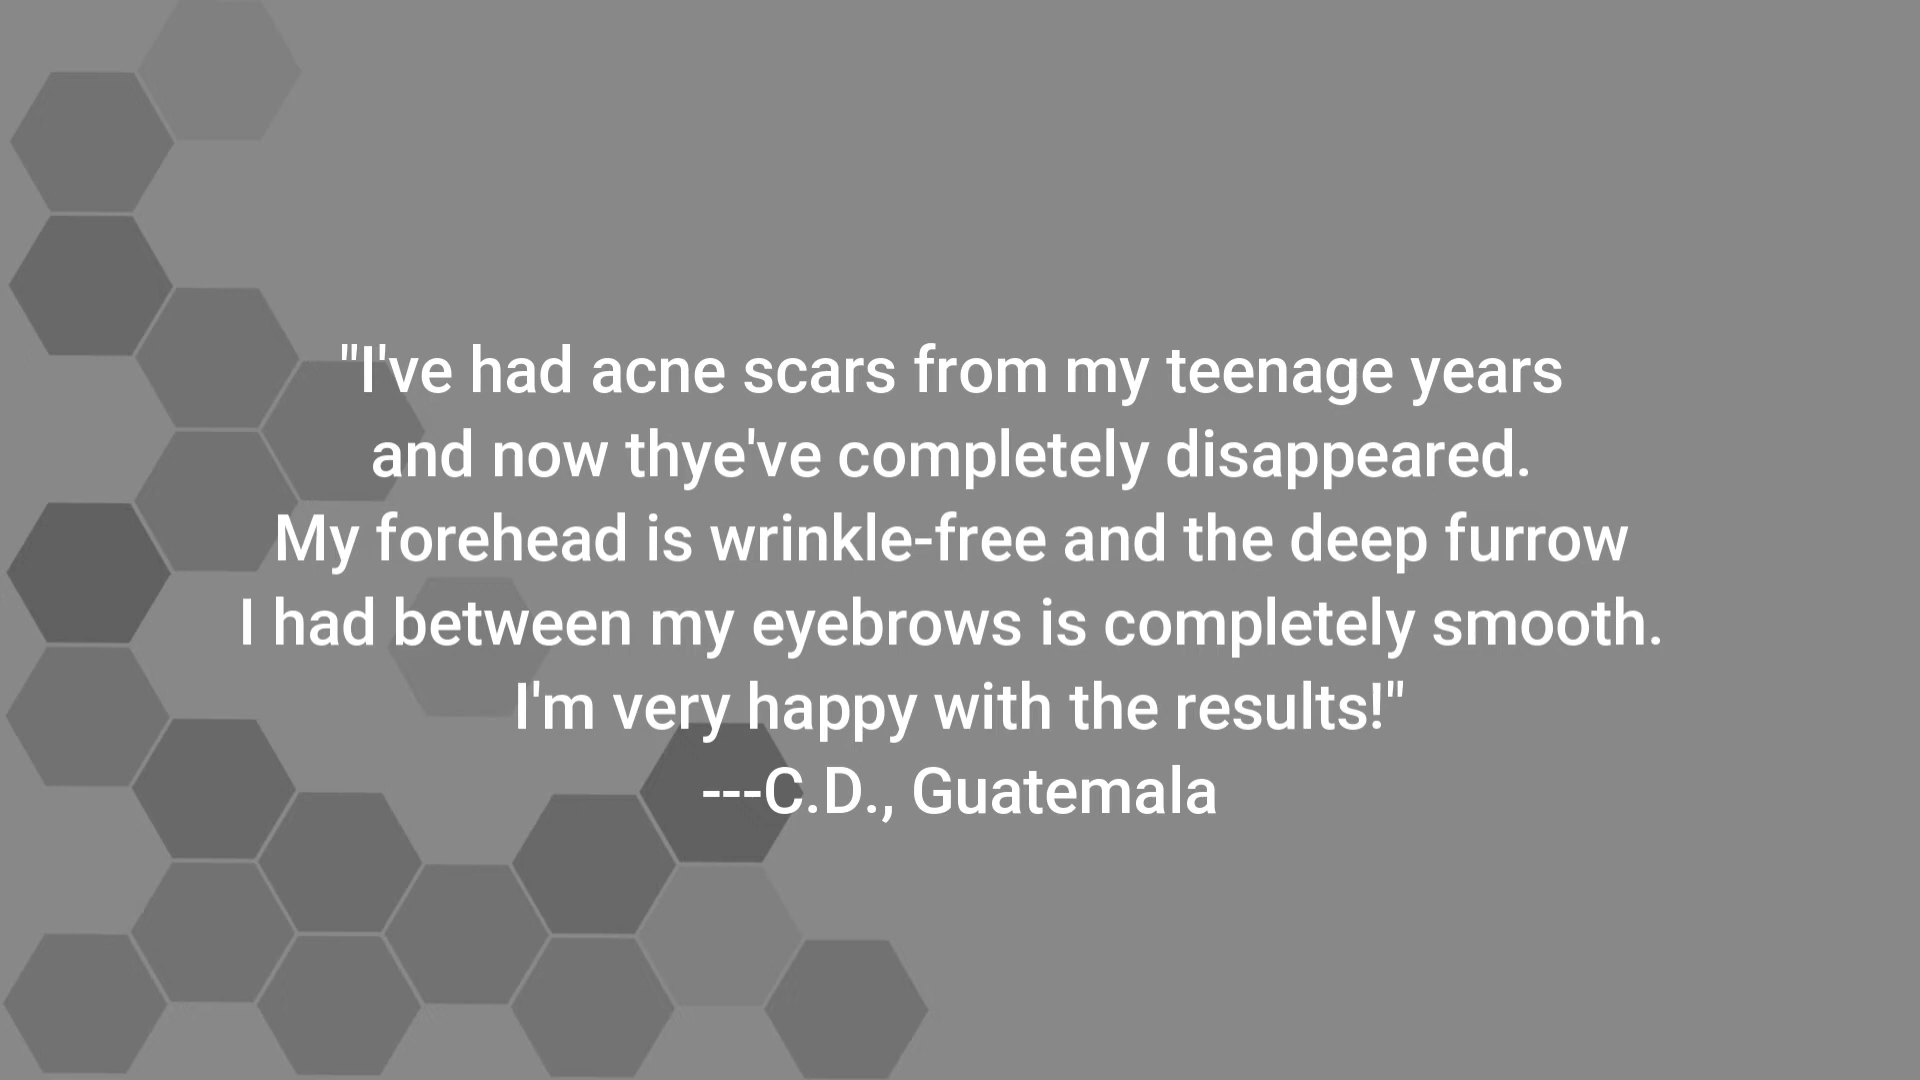 "I've had acne scars from my teenage years
and now thye've completely disappeared.
My forehead is wrinkle-free and the deep furrow
I had between my eyebrows is completely smooth.
I'm very happy with the results!"
---C.D., Guatemala